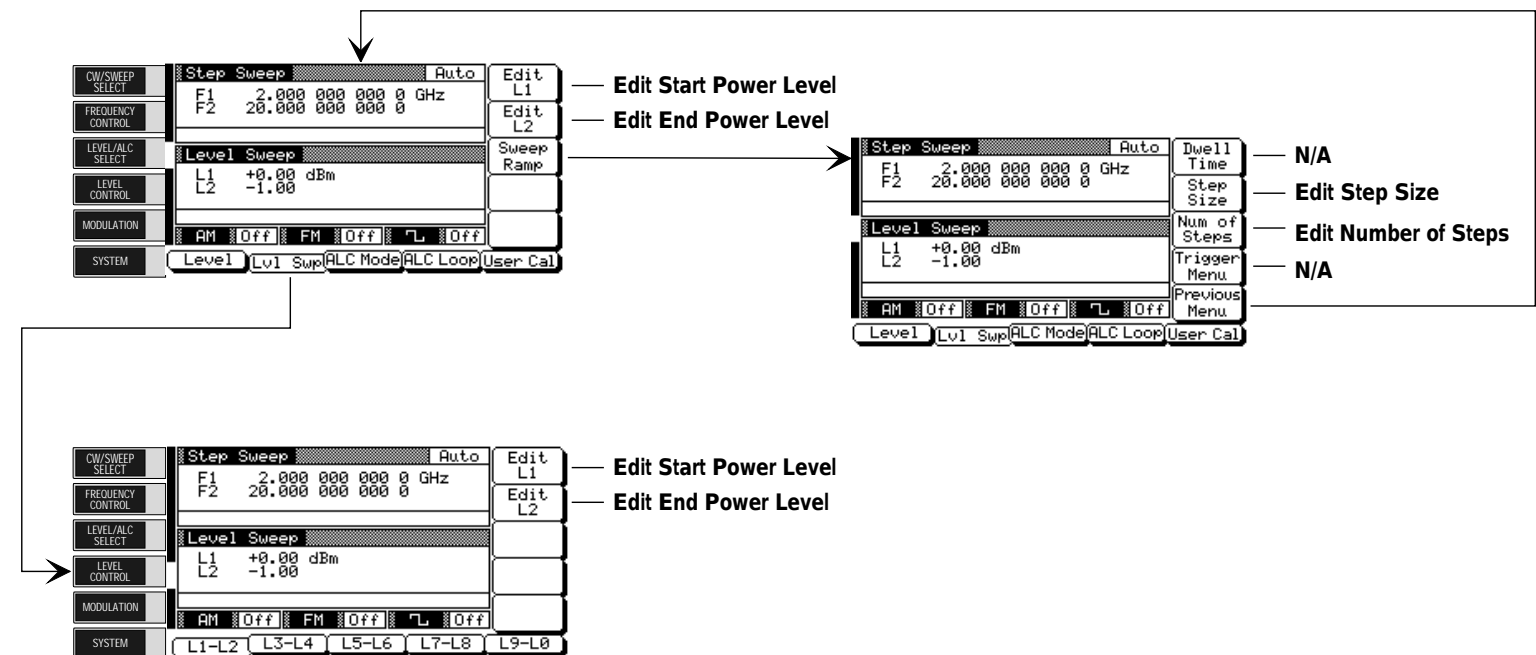 CW/SWEEP
SELECT
FREQUENCY
CONTROL
LEVEL/ALC
SELECT
LEVEL
CONTROL
MODULATION
SYSTEM
Step Sweep Auto
F1 2.000 000 000 0 GHz
F2 20.000 000 000 0
Level Sweep
L1 +0.00 dBm
L2 -1.00
AM Off FM Off Off
Level Lvl Swp ALC Mode ALC Loop User Cal
Edit
L1
Edit
L2
Sweep
Ramp
Edit Start Power Level
Edit End Power Level
Step Sweep Auto
F1 2.000 000 000 0 GHz
F2 20.000 000 000 0
Level Sweep
L1 +0.00 dBm
L2 -1.00
AM Off FM Off Off
Level Lvl Swp ALC Mode ALC Loop User Cal
Dwell
Time
Step
Size
Num of
Steps
Trigger
Menu
Previous
Menu
N/A
Edit Step Size
Edit Number of Steps
N/A
CW/SWEEP
SELECT
FREQUENCY
CONTROL
LEVEL/ALC
SELECT
LEVEL
CONTROL
MODULATION
SYSTEM
Step Sweep Auto
F1 2.000 000 000 0 GHz
F2 20.000 000 000 0
Level Sweep
L1 +0.00 dBm
L2 -1.00
AM Off FM Off Off
L1-L2 L3-L4 L5-L6 L7-L8 L9-L0
Edit
L1
Edit
L2
Edit Start Power Level
Edit End Power Level